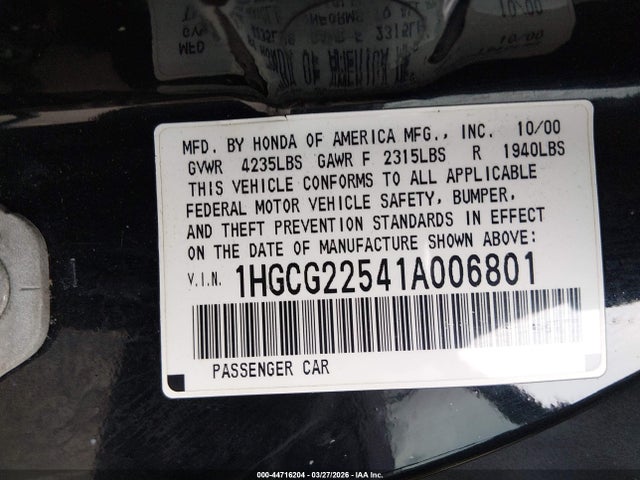 MFD. BY HONDA OF AMERICA MFG., INC. 10/00
GVWR 4235LBS GAWR F 2315LBS R 1940LBS
THIS VEHICLE CONFORMS TO ALL APPLICABLE
FEDERAL MOTOR VEHICLE SAFETY, BUMPER,
AND THEFT PREVENTION STANDARDS IN EFFECT
ON THE DATE OF MANUFACTURE SHOWN ABOVE:
V.I.N. 1HGCG22541A006801
PASSENGER CAR
000-44716204 | 03/27/2026 | IAA Inc.